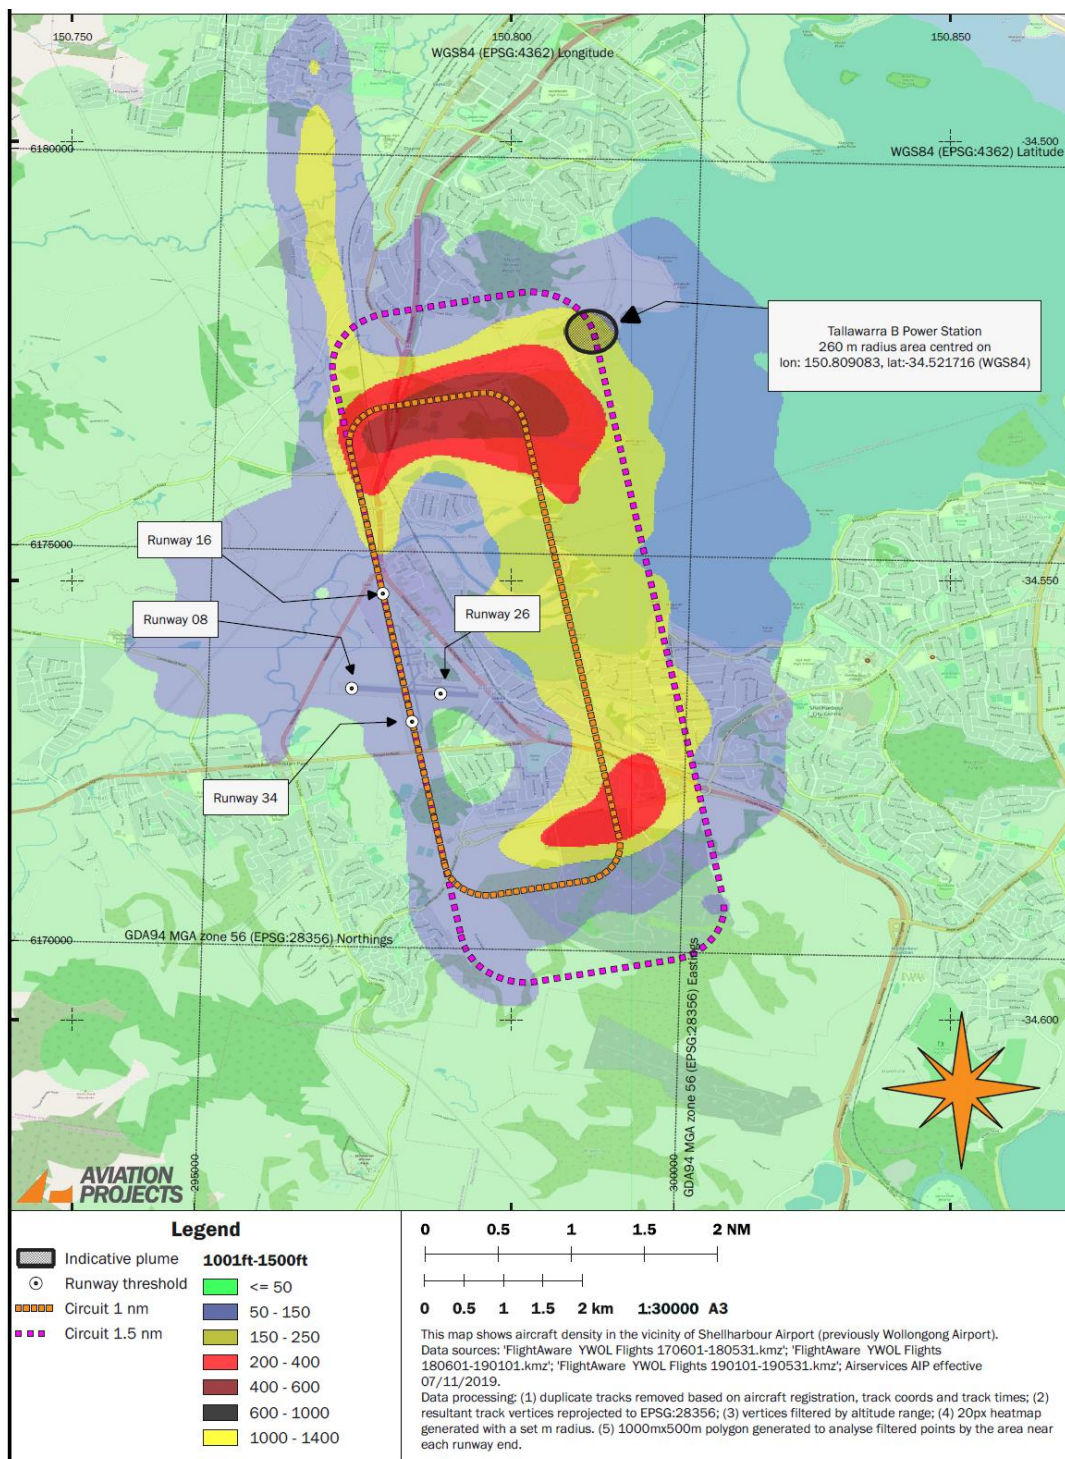 150.750
150.800
150.850
WGS84 (EPSG:4362) Longitude
6180000
-34.500
WGS84 (EPSG:4362) Latitude
Tallawarra B Power Station
260 m radius area centred on
lon: 150.809083, lat:-34.521716 (WGS84)
Runway 16
6175000
-34.550
Runway 08
Runway 26
Runway 34
GDA94 MGA zone 56 (EPSG:28356) Northings
6170000
GDA94 MGA zone 56 (EPSG:28356) Eastings
-34.600
295000
300000
AVIATION
PROJECTS
Legend
Indicative plume
Runway threshold
Circuit 1 nm
Circuit 1.5 nm
1001ft-1500ft
<= 50
50 - 150
150 - 250
200 - 400
400 - 600
600 - 1000
1000 - 1400
0 0.5 1 1.5 2 NM
0 0.5 1 1.5 2 km 1:30000 A3
This map shows aircraft density in the vicinity of Shellharbour Airport (previously Wollongong Airport).
Data sources: 'FlightAware YWOL Flights 170601-180531.kmz'; 'FlightAware YWOL Flights
180601-190101.kmz'; 'FlightAware YWOL Flights 190101-190531.kmz'; Airservices AIP effective
07/11/2019.
Data processing: (1) duplicate tracks removed based on aircraft registration, track coords and track times; (2)
resultant track vertices reprojected to EPSG:28356; (3) vertices filtered by altitude range; (4) 20px heatmap
generated with a set m radius. (5) 1000mx500m polygon generated to analyse filtered points by the area near
each runway end.